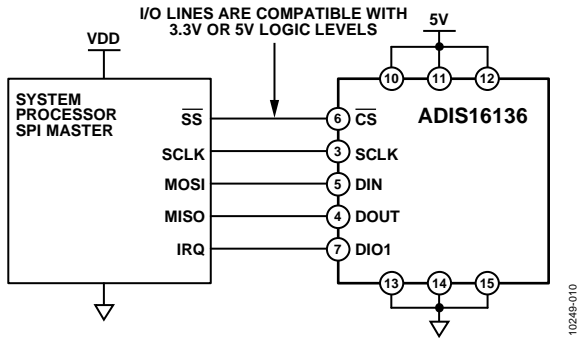 I/O LINES ARE COMPATIBLE WITH
3.3V OR 5V LOGIC LEVELS
VDD
5V
10
11
12
SYSTEM
PROCESSOR
SPI MASTER
ADIS16136
SS
6
CS
SCLK
3
SCLK
MOSI
5
DIN
MISO
4
DOUT
IRQ
7
DIO1
13
14
15
10249-010